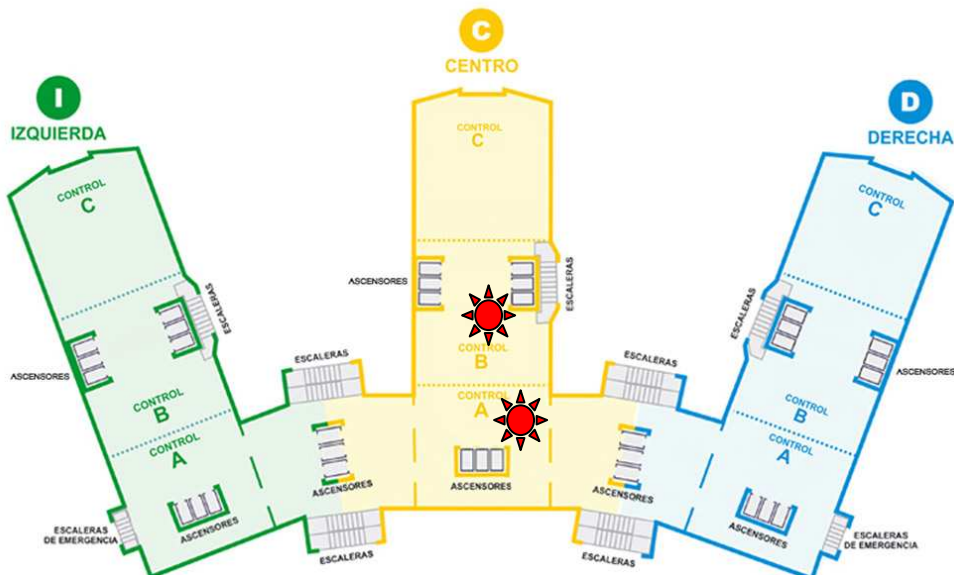 C
CENTRO
I
IZQUIERDA
D
DERECHA
CONTROL
C
CONTROL
C
CONTROL
C
ASCENSORES
ESCALERAS
ESCALERAS
ESCALERAS
ASCENSORES
ASCENSORES
ESCALERAS
ESCALERAS
CONTROL
B
CONTROL
B
CONTROL
B
CONTROL
A
CONTROL
A
CONTROL
A
ASCENSORES
ASCENSORES
ASCENSORES
ASCENSORES
ASCENSORES
ESCALERAS
DE EMERGENCIA
ESCALERAS
ESCALERAS
ESCALERAS
DE EMERGENCIA